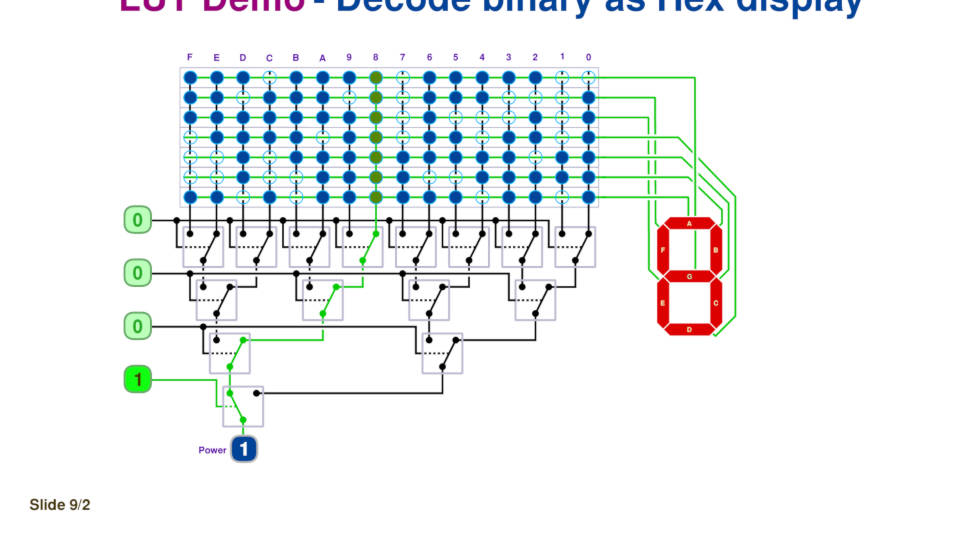 LUT Demo - Decode binary as Hex display
F E D C B A 9 8 7 6 5 4 3 2 1 0
0
A
F B
0
G
E C
0
D
1
Power 1
Slide 9/2